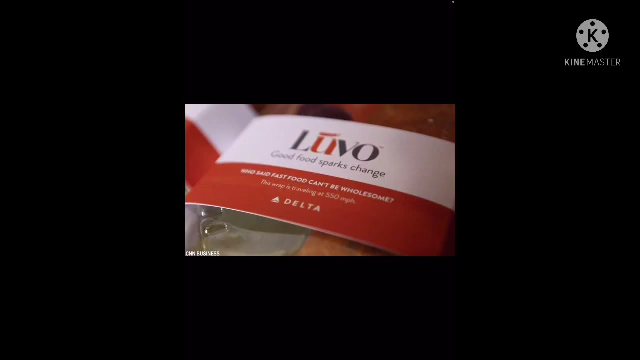 LŪVO
Good food sparks change
WHO SAID FAST FOOD CAN'T BE WHOLESOME?
This wrap is traveling at 550 mph.
DELTA
CNN BUSINESS
K
KINEMASTER